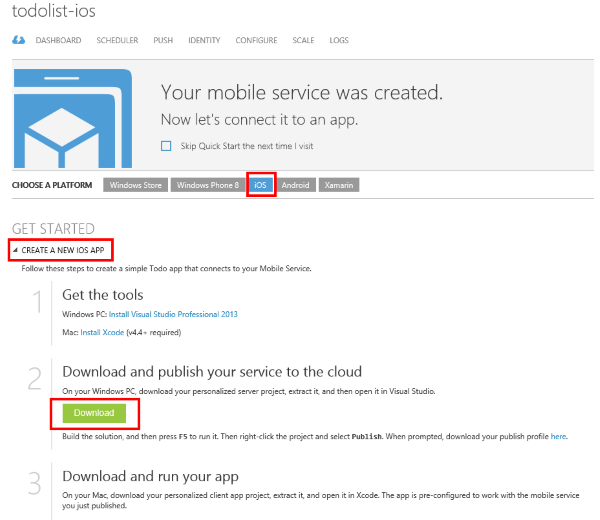 todolist-ios
DASHBOARD SCHEDULER PUSH IDENTITY CONFIGURE SCALE LOGS
Your mobile service was created.
Now let's connect it to an app.
Skip Quick Start the next time I visit
CHOOSE A PLATFORM Windows Store Windows Phone 8 iOS Android Xamarin
GET STARTED
CREATE A NEW IOS APP
Follow these steps to create a simple Todo app that connects to your Mobile Service.
1 Get the tools
Windows PC: Install Visual Studio Professional 2013
Mac: Install Xcode (v4.4+ required)
2 Download and publish your service to the cloud
On your Windows PC, download your personalized server project, extract it, and then open it in Visual Studio.
Download
Build the solution, and then press F5 to run it. Then right-click the project and select Publish. When prompted, download your publish profile here.
3 Download and run your app
On your Mac, download your personalized client app project, extract it, and open it in Xcode. The app is pre-configured to work with the mobile service
you just published.